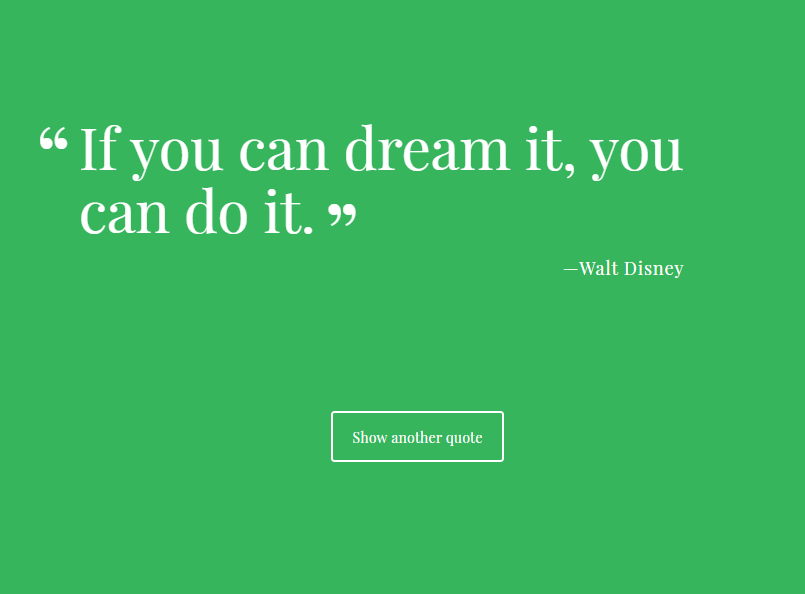 “ If you can dream it, you
can do it. ”
—Walt Disney
Show another quote